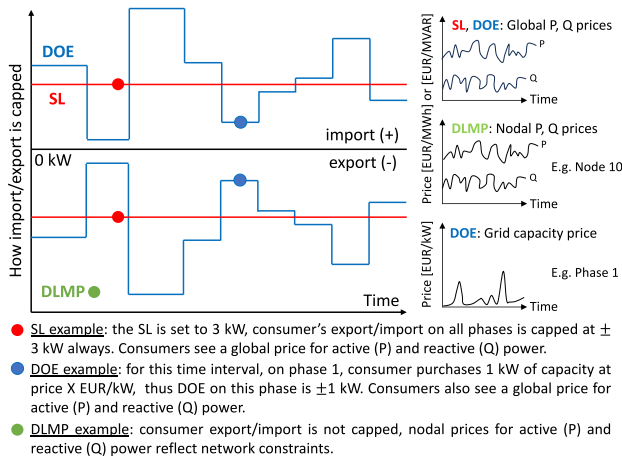 How import/export is capped
DOE
SL
import (+)
0 kW
export (-)
DLMP
Time
Price [EUR/MWh] or [EUR/MVAR]
SL, DOE: Global P, Q prices
P
Q
Time
DLMP: Nodal P, Q prices
P
E.g. Node 10
Q
Time
Price [EUR/kW]
DOE: Grid capacity price
E.g. Phase 1
Time
SL example: the SL is set to 3 kW, consumer's export/import on all phases is capped at ±
3 kW always. Consumers see a global price for active (P) and reactive (Q) power.
DOE example: for this time interval, on phase 1, consumer purchases 1 kW of capacity at
price X EUR/kW, thus DOE on this phase is ±1 kW. Consumers also see a global price for
active (P) and reactive (Q) power.
DLMP example: consumer export/import is not capped, nodal prices for active (P) and
reactive (Q) power reflect network constraints.